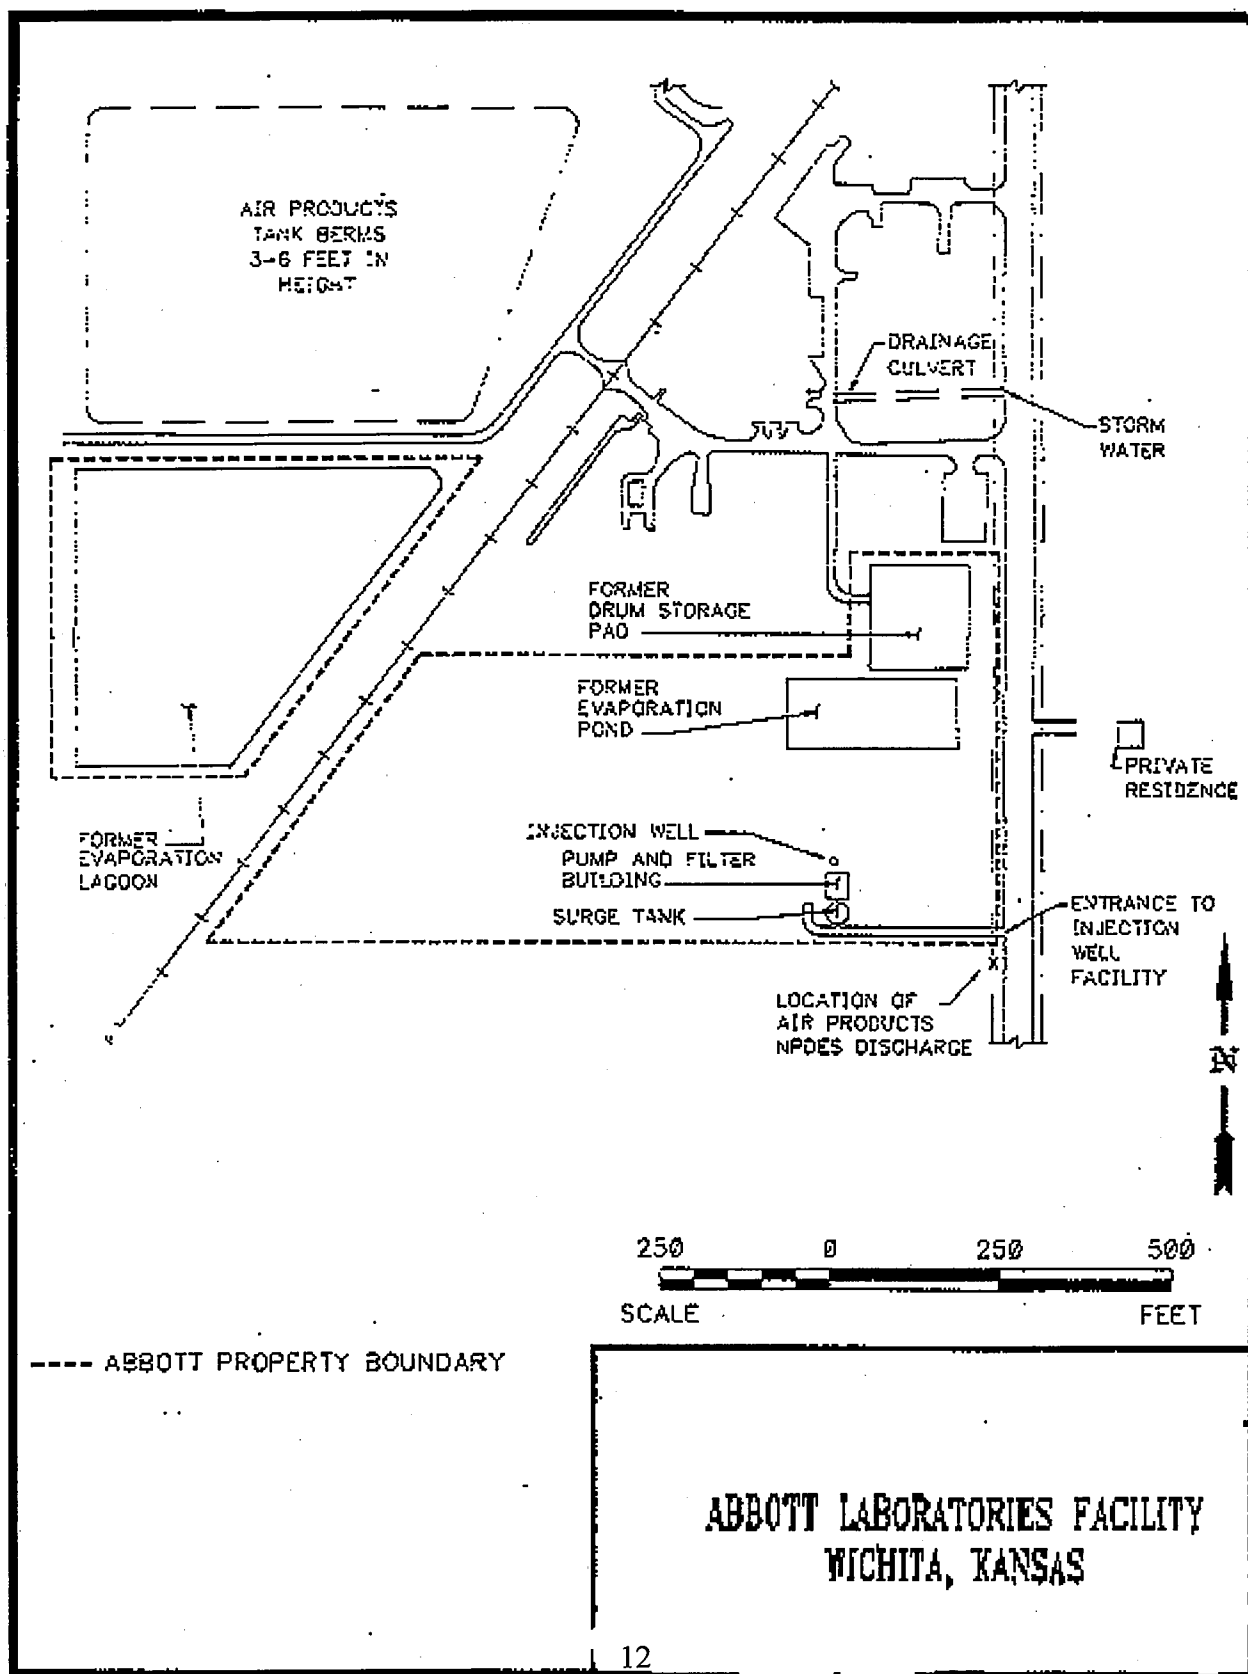 AIR PRODUCTS
TANK BERMS
3-6 FEET IN
HEIGHT
DRAINAGE
CULVERT
STORM
WATER
FORMER
DRUM STORAGE
PAD
FORMER
EVAPORATION
POND
PRIVATE
RESIDENCE
FORMER
EVAPORATION
LAGOON
INJECTION WELL
PUMP AND FILTER
BUILDING
SURGE TANK
ENTRANCE TO
INJECTION
WELL
FACILITY
LOCATION OF
AIR PRODUCTS
NPDES DISCHARGE
N
250 0 250 500
SCALE FEET
---- ABBOTT PROPERTY BOUNDARY
ABBOTT LABORATORIES FACILITY
WICHITA, KANSAS
12